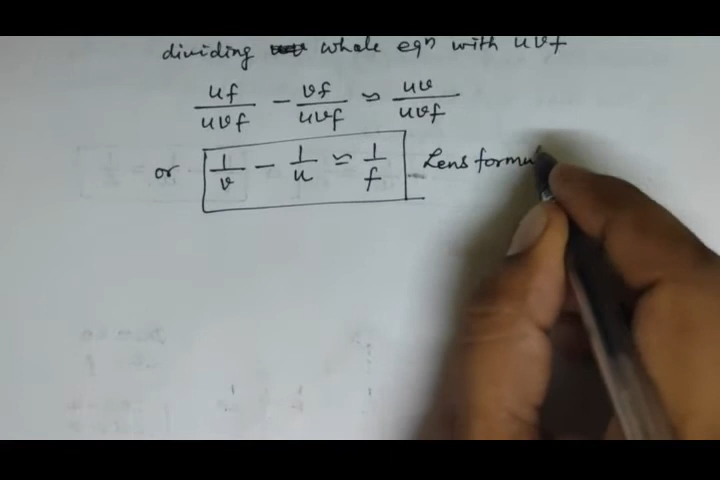 dividing whole eqn with uvf
uf/uvf - vf/uvf ≈ uv/uvf
or 1/v - 1/u ≈ 1/f Lens formu